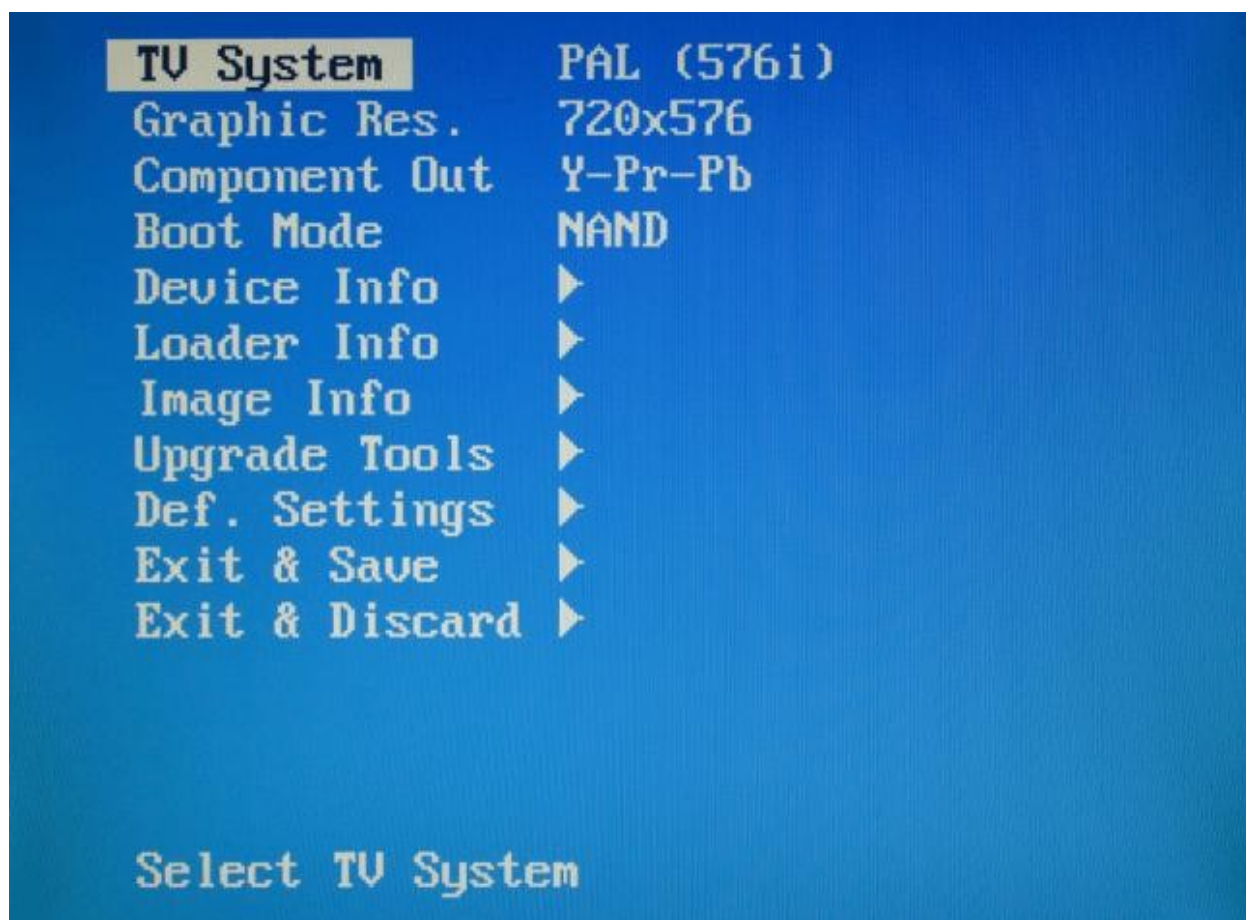 TV System PAL (576i)
Graphic Res. 720x576
Component Out Y-Pr-Pb
Boot Mode NAND
Device Info ▶
Loader Info ▶
Image Info ▶
Upgrade Tools ▶
Def. Settings ▶
Exit & Save ▶
Exit & Discard ▶
Select TV System